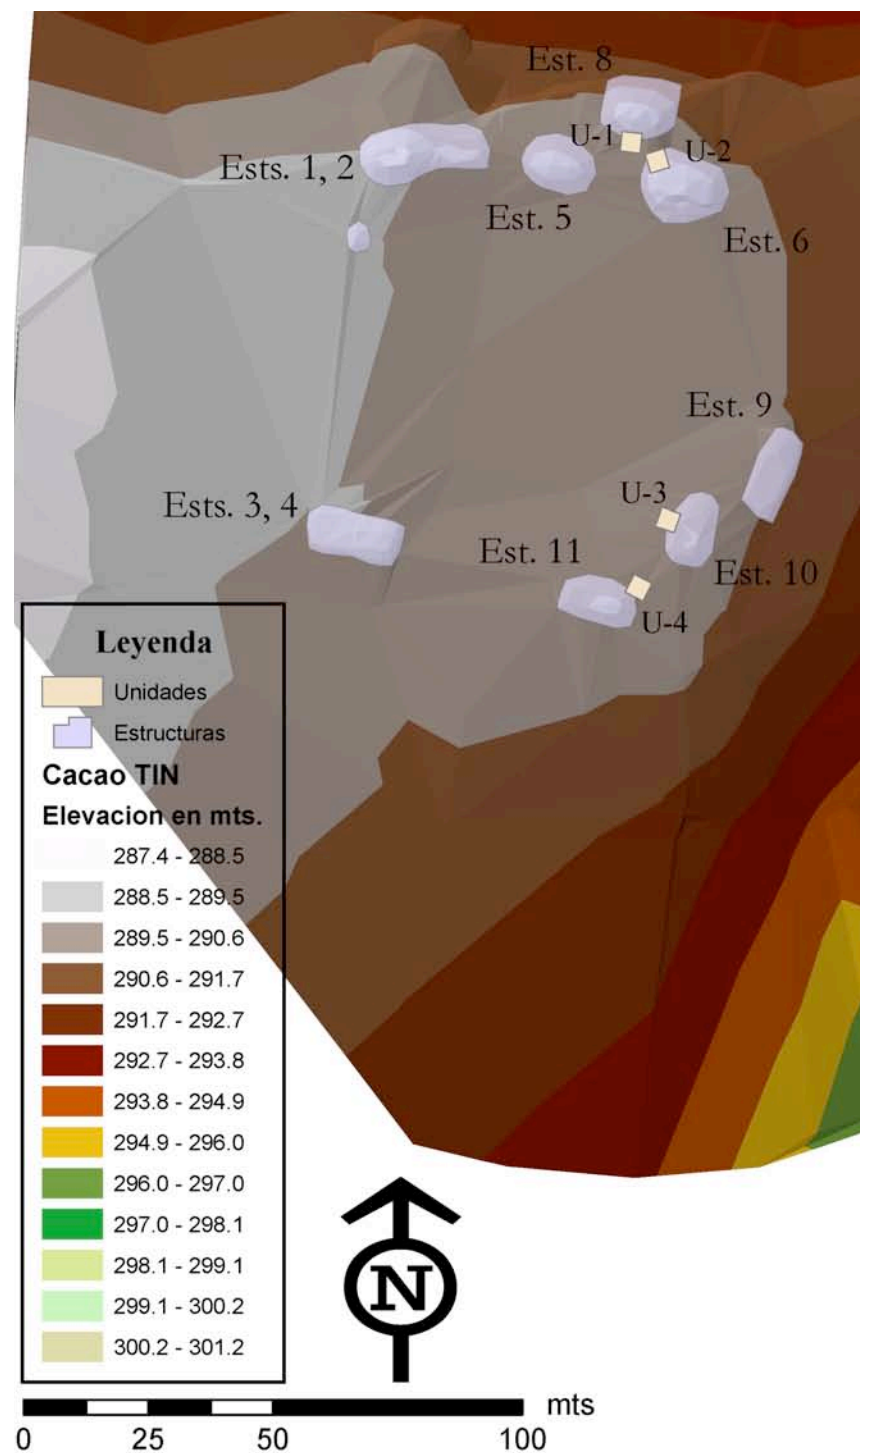 Est. 8
U-1
U-2
Ests. 1, 2
Est. 5
Est. 6
Est. 9
U-3
Ests. 3, 4
Est. 11
Est. 10
U-4
Leyenda
Unidades
Estructuras
Cacao TIN
Elevacion en mts.
287.4 - 288.5
288.5 - 289.5
289.5 - 290.6
290.6 - 291.7
291.7 - 292.7
292.7 - 293.8
293.8 - 294.9
294.9 - 296.0
296.0 - 297.0
297.0 - 298.1
298.1 - 299.1
299.1 - 300.2
300.2 - 301.2
N
mts
0 25 50 100